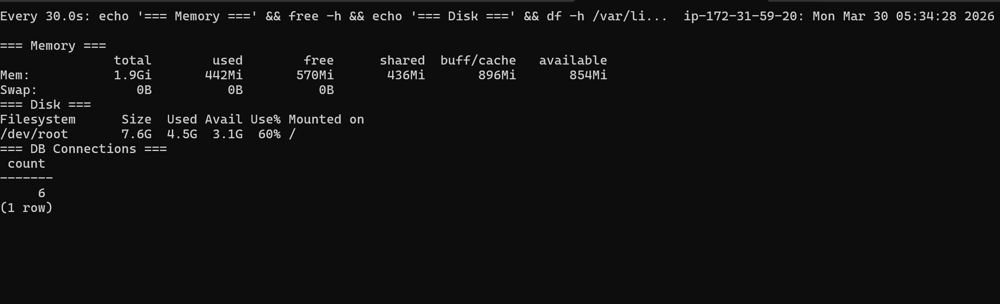 Every 30.0s: echo '=== Memory ===' && free -h && echo '=== Disk ===' && df -h /var/li...  ip-172-31-59-20: Mon Mar 30 05:34:28 2026
=== Memory ===
               total        used        free      shared  buff/cache   available
Mem:           1.9Gi       442Mi       570Mi       436Mi       896Mi       854Mi
Swap:             0B          0B          0B
=== Disk ===
Filesystem      Size  Used Avail Use% Mounted on
/dev/root       7.6G  4.5G  3.1G  60% /
=== DB Connections ===
 count
-------
     6
(1 row)